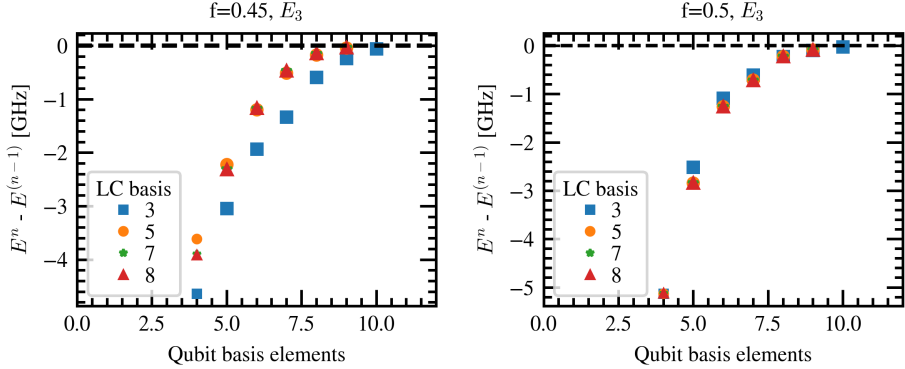 f=0.45, E₃
0
−1
−2
−3
−4
Eⁿ - E⁽ⁿ⁻¹⁾ [GHz]
LC basis
3
5
7
8
0.0 2.5 5.0 7.5 10.0
Qubit basis elements
f=0.5, E₃
0
−1
−2
−3
−4
−5
Eⁿ - E⁽ⁿ⁻¹⁾ [GHz]
LC basis
3
5
7
8
0.0 2.5 5.0 7.5 10.0
Qubit basis elements